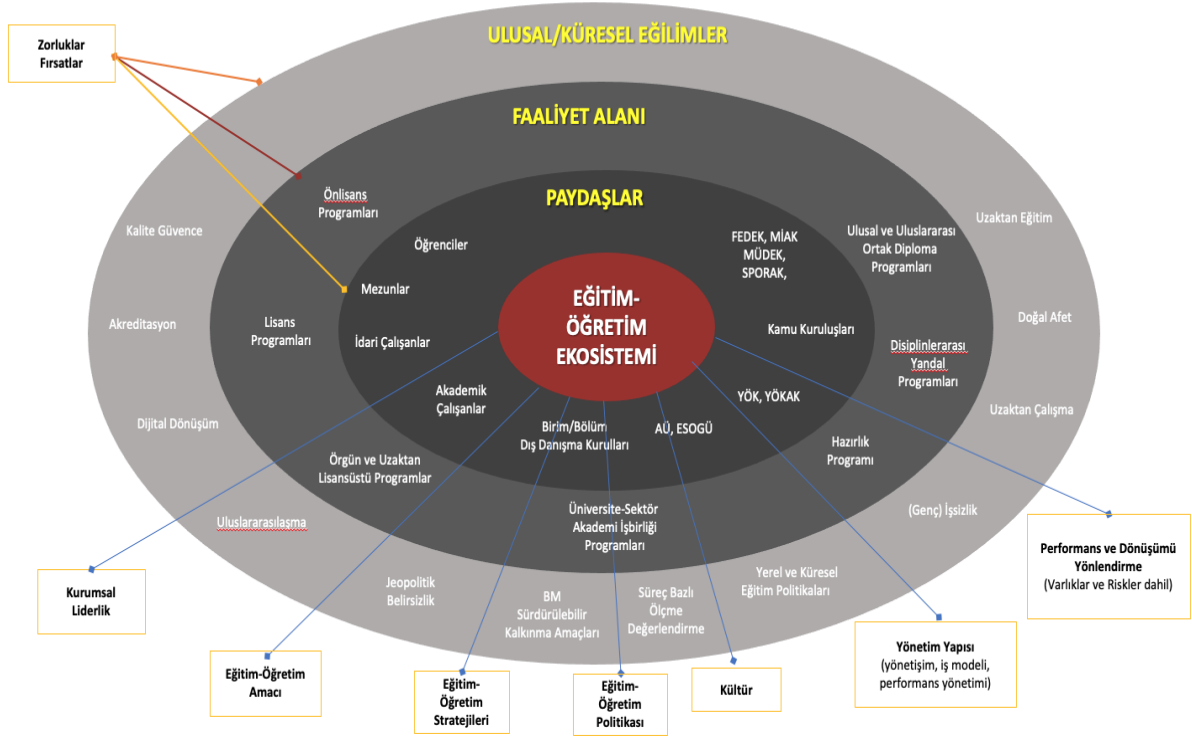 Zorluklar
Fırsatlar
ULUSAL/KÜRESEL EĞİLİMLER
FAALİYET ALANI
PAYDAŞLAR
EĞİTİM-
ÖĞRETİM
EKOSİSTEMİ
Öğrenciler
Mezunlar
İdari Çalışanlar
Akademik
Çalışanlar
Birim/Bölüm
Dış Danışma Kurulları
AÜ, ESOGÜ
YÖK, YÖKAK
Kamu Kuruluşları
FEDEK, MİAK
MÜDEK,
SPORAK,
Önlisans
Programları
Lisans
Programları
Örgün ve Uzaktan
Lisansüstü Programlar
Üniversite-Sektör
Akademi İşbirliği
Programları
Hazırlık
Programı
Disiplinlerarası
Yandal
Programları
Ulusal ve Uluslararası
Ortak Diploma
Programları
Kalite Güvence
Akreditasyon
Dijital Dönüşüm
Uluslararasılaşma
Jeopolitik
Belirsizlik
BM
Sürdürülebilir
Kalkınma Amaçları
Süreç Bazlı
Ölçme
Değerlendirme
Yerel ve Küresel
Eğitim Politikaları
(Genç) İşsizlik
Uzaktan Çalışma
Doğal Afet
Uzaktan Eğitim
Kurumsal
Liderlik
Eğitim-Öğretim
Amacı
Eğitim-
Öğretim
Stratejileri
Eğitim-
Öğretim
Politikası
Kültür
Yönetim Yapısı
(yönetişim, iş modeli,
performans yönetimi)
Performans ve Dönüşümü
Yönlendirme
(Varlıklar ve Riskler dahil)